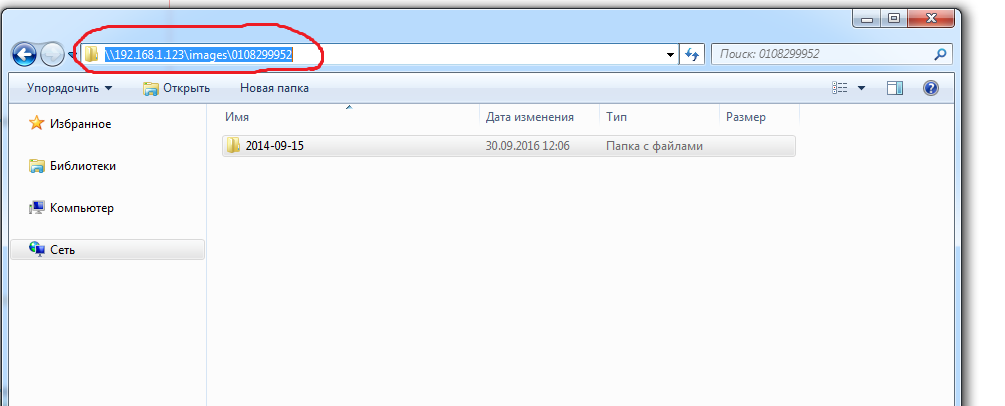 \\192.168.1.123\images\0108299952
Поиск: 0108299952
Упорядочить Открыть Новая папка
Имя Дата изменения Тип Размер
Избранное
2014-09-15 30.09.2016 12:06 Папка с файлами
Библиотеки
Компьютер
Сеть